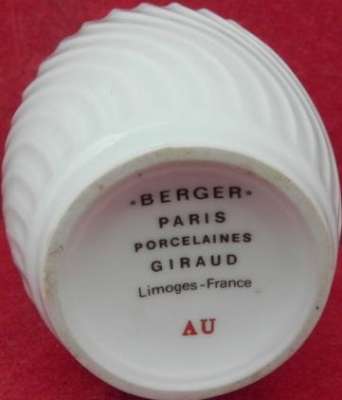 •BERGER•
PARIS
PORCELAINES
GIRAUD
Limoges-France
AU